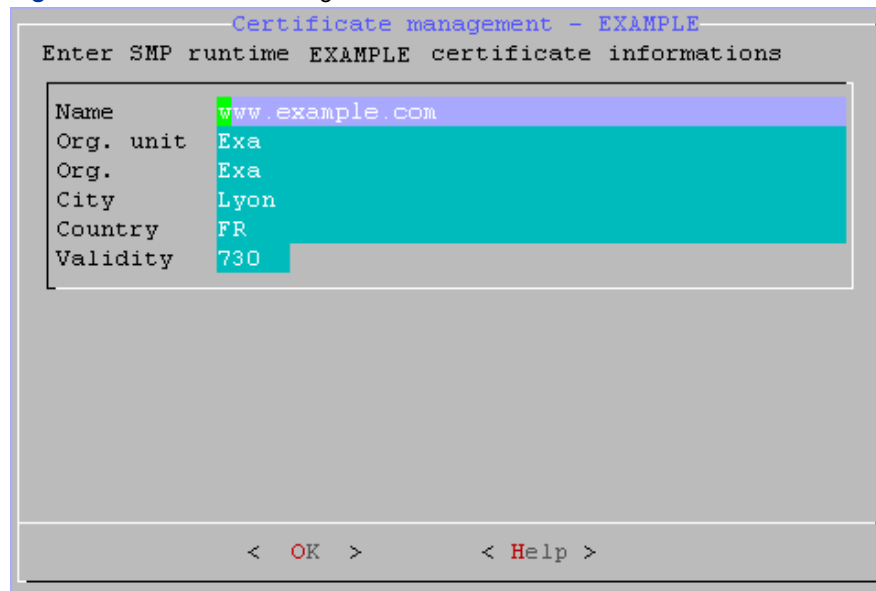 Certificate management - EXAMPLE
Enter SMP runtime EXAMPLE certificate informations
Name www.example.com
Org. unit Exa
Org. Exa
City Lyon
Country FR
Validity 730
< OK > < Help >